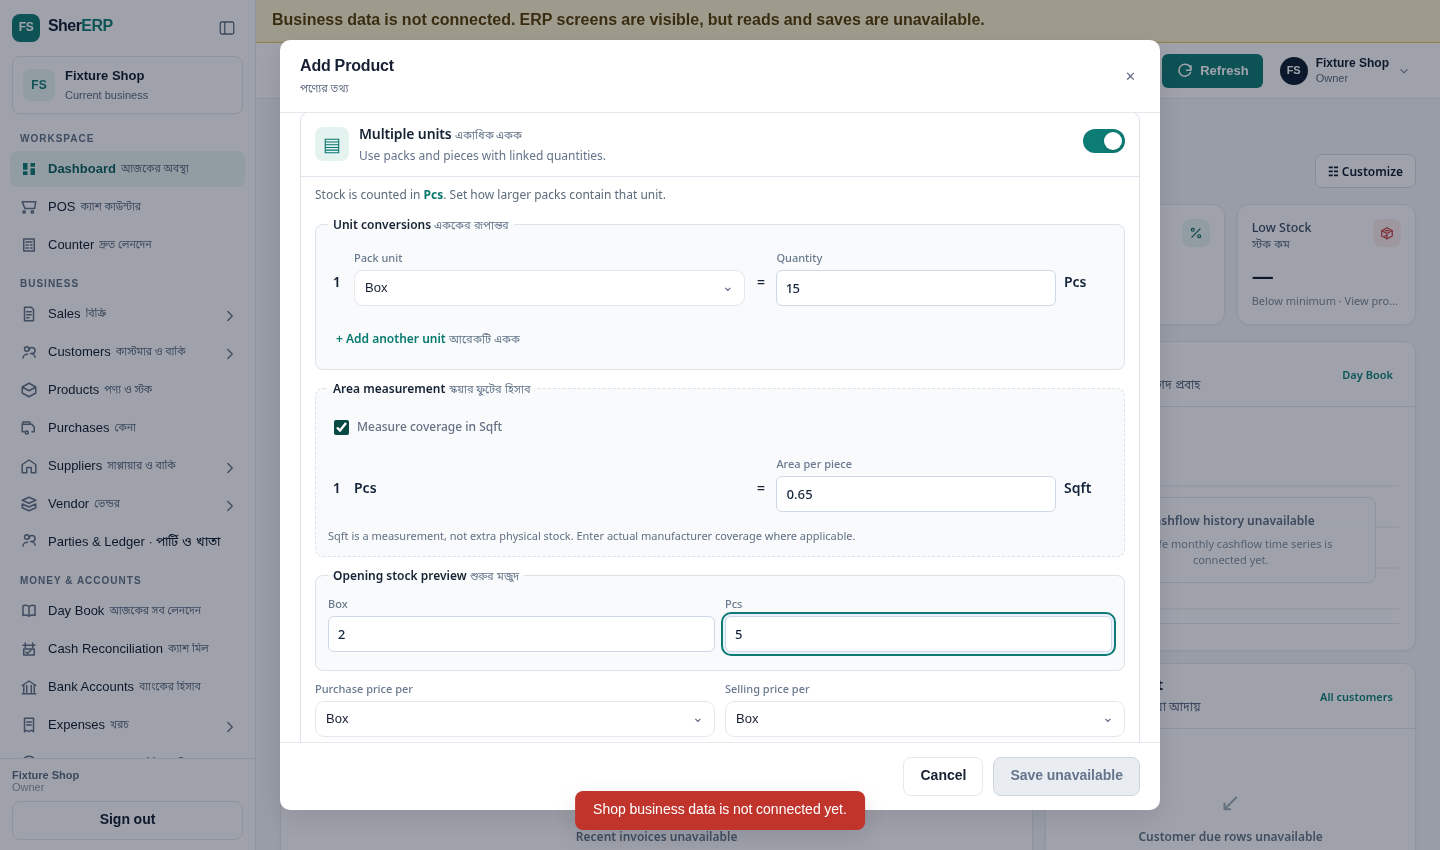 Business data is not connected. ERP screens are visible, but reads and saves are unavailable.
FS SherERP
FS Fixture Shop
Current business
WORKSPACE
Dashboard আজকের অবস্থা
POS ক্যাশ কাউন্টার
Counter দ্রুত লেনদেন
BUSINESS
Sales বিক্রি
Customers কাস্টমার ও বাকি
Products পণ্য ও স্টক
Purchases কেনা
Suppliers সাপ্লায়ার ও বাকি
Vendor ভেন্ডর
Parties & Ledger · পার্টি ও খাতা
MONEY & ACCOUNTS
Day Book আজকের সব লেনদেন
Cash Reconciliation ক্যাশ মিল
Bank Accounts ব্যাংকের হিসাব
Expenses খরচ
Fixture Shop
Owner
Sign out
Refresh
FS Fixture Shop
Owner
Customize
Low Stock
স্টক কম
—
Below minimum · View pro...
Day Book
প্রবাহ
history unavailable
monthly cashflow time series is
connected yet.
All customers
আদায়
Recent invoices unavailable
Customer due rows unavailable
Add Product
পণ্যের তথ্য
×
Multiple units একাধিক একক
Use packs and pieces with linked quantities.
Stock is counted in Pcs. Set how larger packs contain that unit.
Unit conversions এককের রূপান্তর
Pack unit Quantity
1 Box = 15 Pcs
+ Add another unit আরেকটি একক
Area measurement স্কয়ার ফুটের হিসাব
Measure coverage in Sqft
Area per piece
1 Pcs = 0.65 Sqft
Sqft is a measurement, not extra physical stock. Enter actual manufacturer coverage where applicable.
Opening stock preview শুরুর মজুদ
Box Pcs
2 5
Purchase price per Selling price per
Box Box
Cancel Save unavailable
Shop business data is not connected yet.